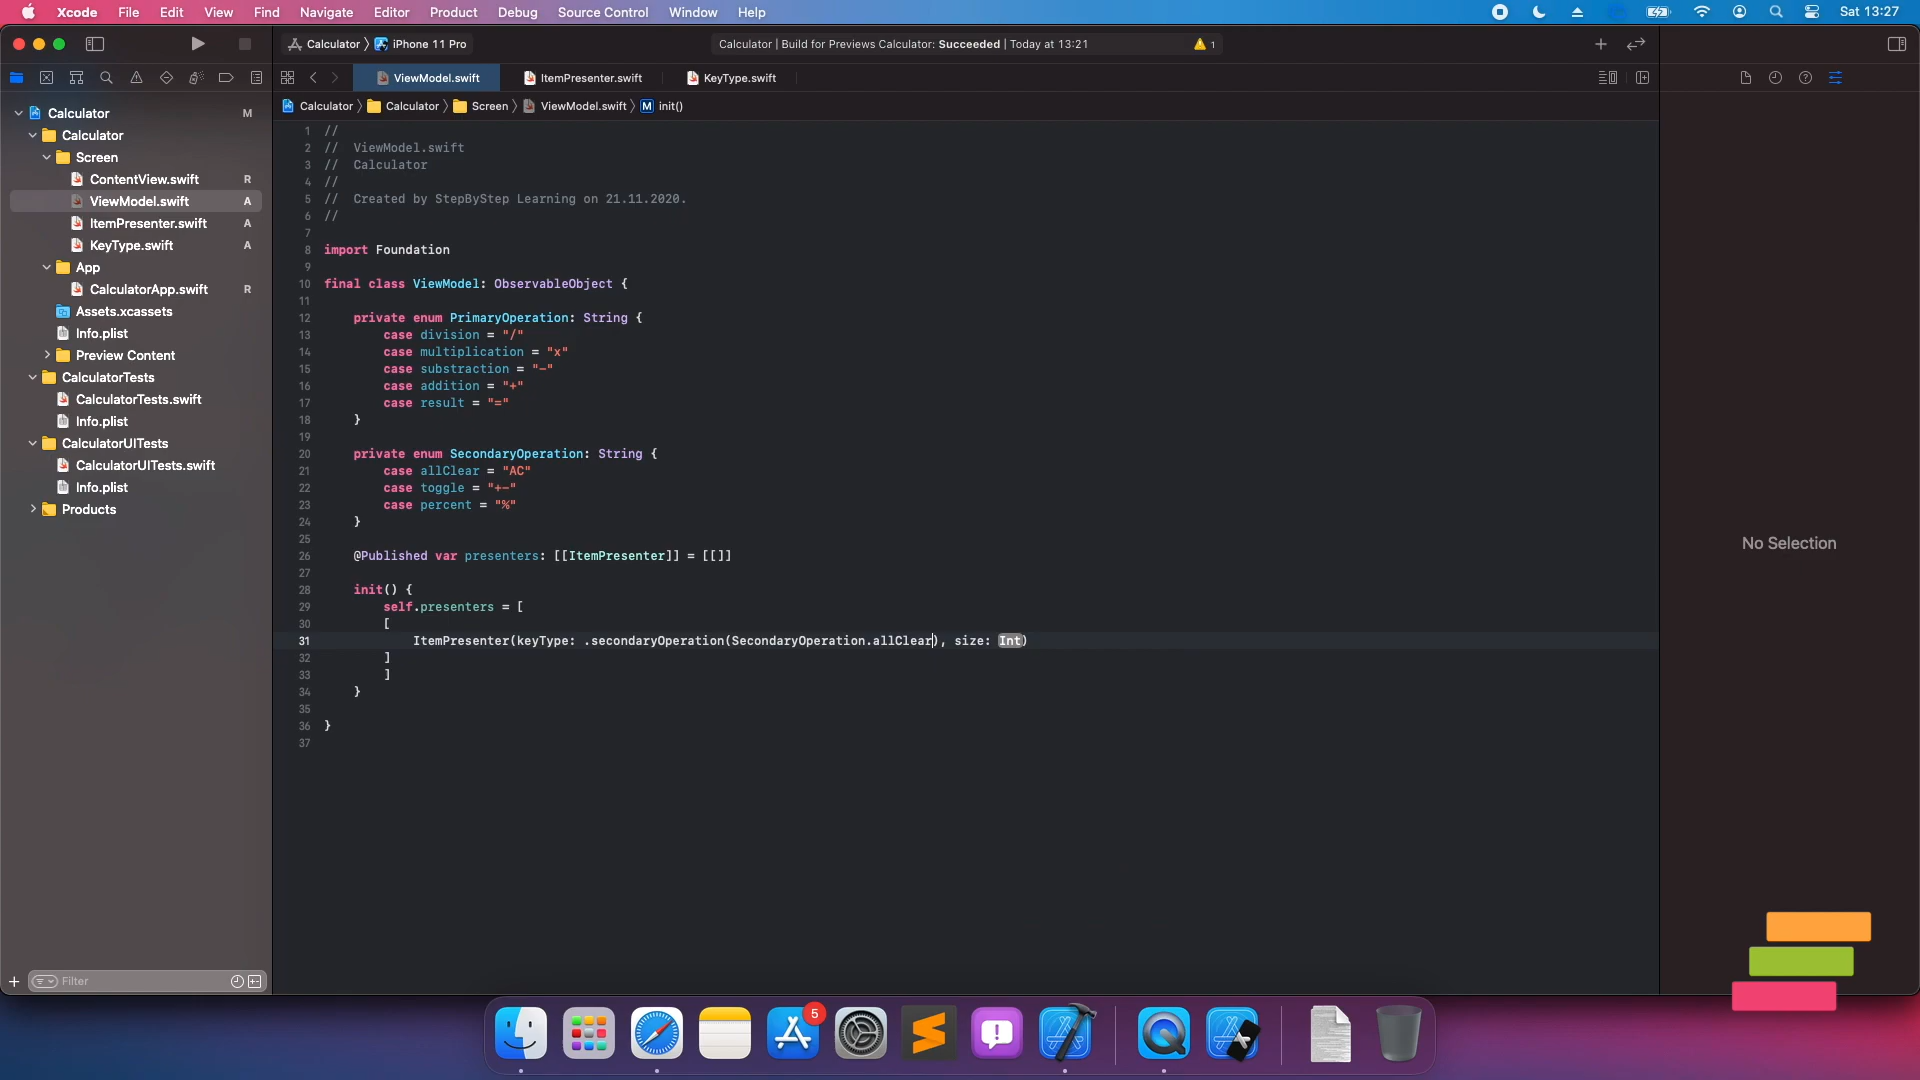 Xcode File Edit View Find Navigate Editor Product Debug Source Control Window Help Sat 13:27
Calculator iPhone 11 Pro Calculator | Build for Previews Calculator: Succeeded | Today at 13:21 1
ViewModel.swift ItemPresenter.swift KeyType.swift
Calculator Calculator Screen ViewModel.swift M init()
Calculator M
Calculator
Screen
ContentView.swift R
ViewModel.swift A
ItemPresenter.swift A
KeyType.swift A
App
CalculatorApp.swift R
Assets.xcassets
Info.plist
Preview Content
CalculatorTests
CalculatorTests.swift
Info.plist
CalculatorUITests
CalculatorUITests.swift
Info.plist
Products
Filter
1 //
2 // ViewModel.swift
3 // Calculator
4 //
5 // Created by StepByStep Learning on 21.11.2020.
6 //
7
8 import Foundation
9
10 final class ViewModel: ObservableObject {
11
12 private enum PrimaryOperation: String {
13 case division = "/"
14 case multiplication = "x"
15 case substraction = "-"
16 case addition = "+"
17 case result = "="
18 }
19
20 private enum SecondaryOperation: String {
21 case allClear = "AC"
22 case toggle = "+-"
23 case percent = "%"
24 }
25
26 @Published var presenters: [[ItemPresenter]] = [[]]
27
28 init() {
29 self.presenters = [
30 [
31 ItemPresenter(keyType: .secondaryOperation(SecondaryOperation.allClear), size: Int)
32 ]
33 ]
34 }
35
36 }
37
No Selection
5